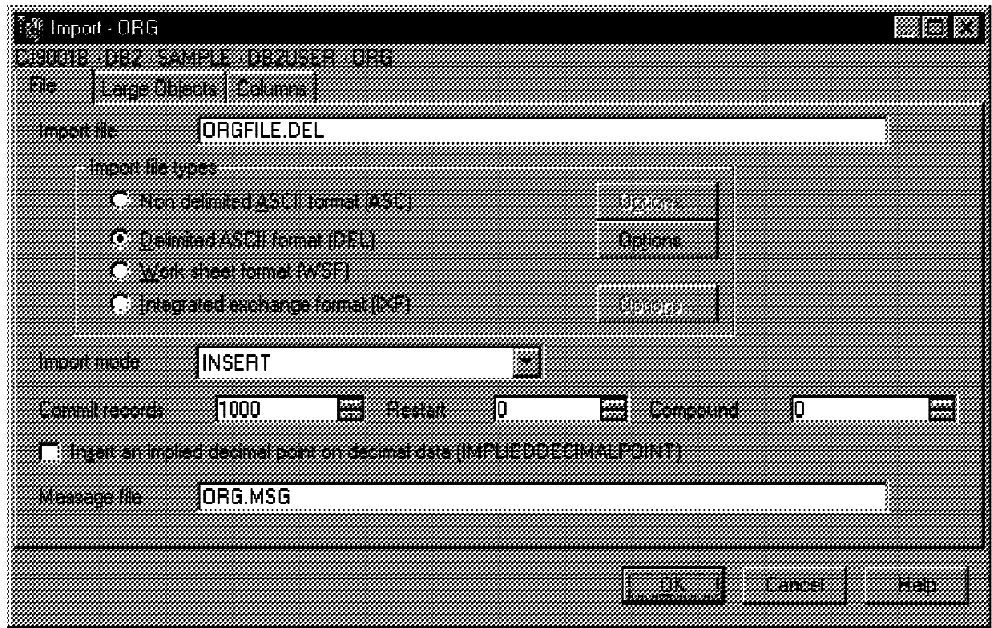 Import - ORG
CJ9001B - DB2 - SAMPLE - DB2USER - ORG
File Large Objects Columns
Import file ORGFILE.DEL
Import file types
Non delimited ASCII format (ASC) Options...
Delimited ASCII format (DEL) Options...
Work sheet format (WSF)
Integrated exchange format (IXF) Options...
Import mode INSERT
Commit records 1000 Restart 0 Compound 0
Insert an implied decimal point on decimal data (IMPLIEDDECIMALPOINT)
Message file ORG.MSG
OK Cancel Help